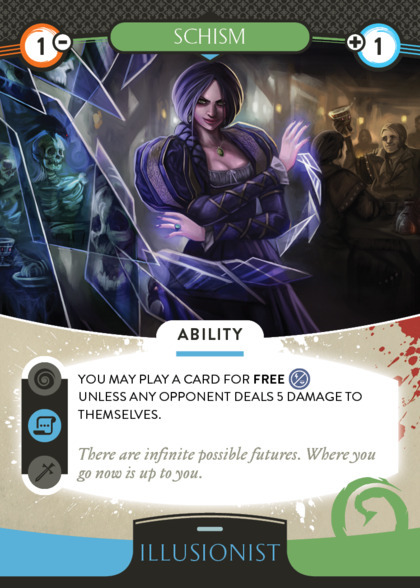 1 -
SCHISM
+ 1
ABILITY
YOU MAY PLAY A CARD FOR FREE
UNLESS ANY OPPONENT DEALS 5 DAMAGE TO
THEMSELVES.
There are infinite possible futures. Where you
go now is up to you.
ILLUSIONIST